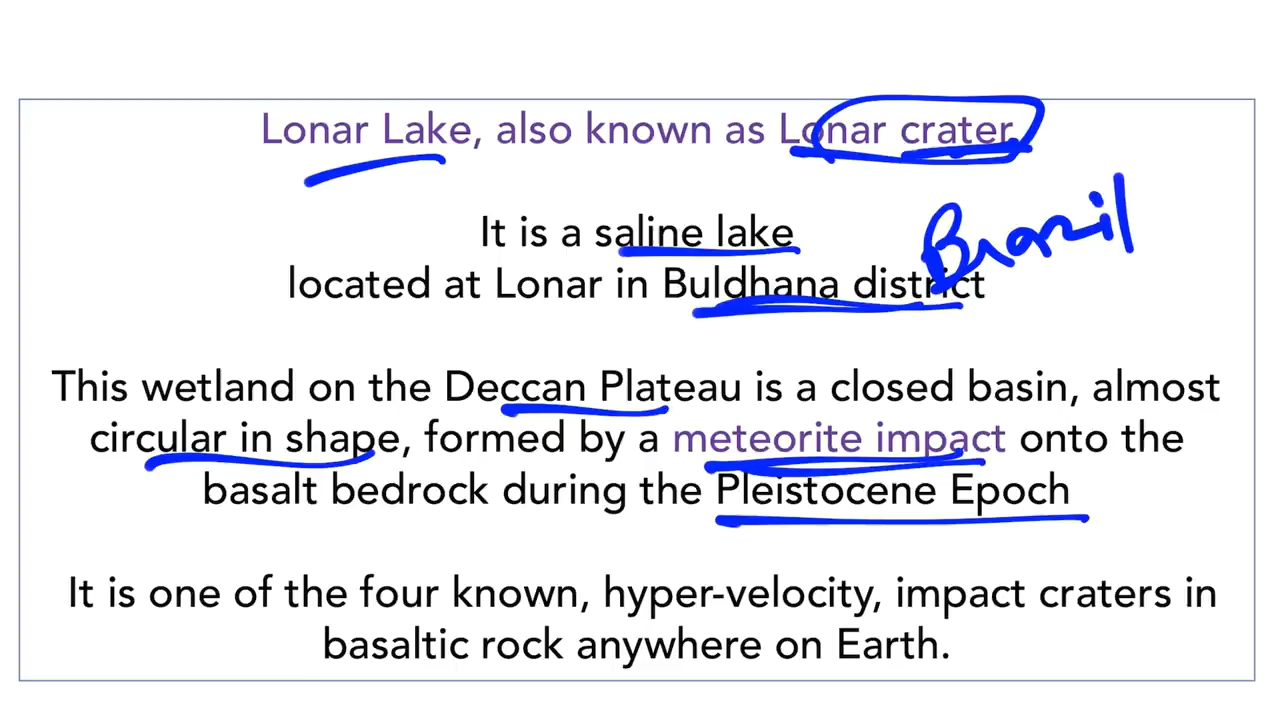 Lonar Lake, also known as Lonar crater
It is a saline lake
Brazil
located at Lonar in Buldhana district
This wetland on the Deccan Plateau is a closed basin, almost
circular in shape, formed by a meteorite impact onto the
basalt bedrock during the Pleistocene Epoch
It is one of the four known, hyper-velocity, impact craters in
basaltic rock anywhere on Earth.